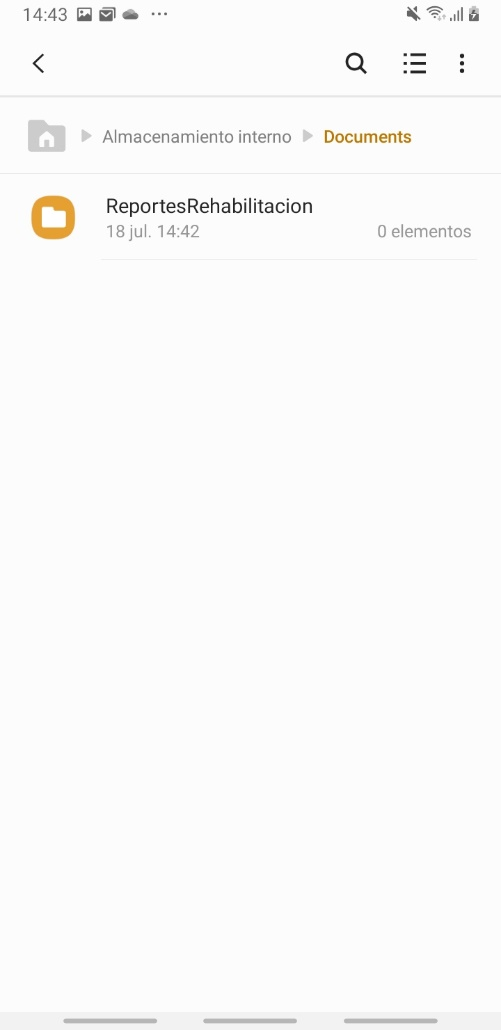 14:43
Almacenamiento interno Documents
ReportesRehabilitacion
18 jul. 14:42 0 elementos